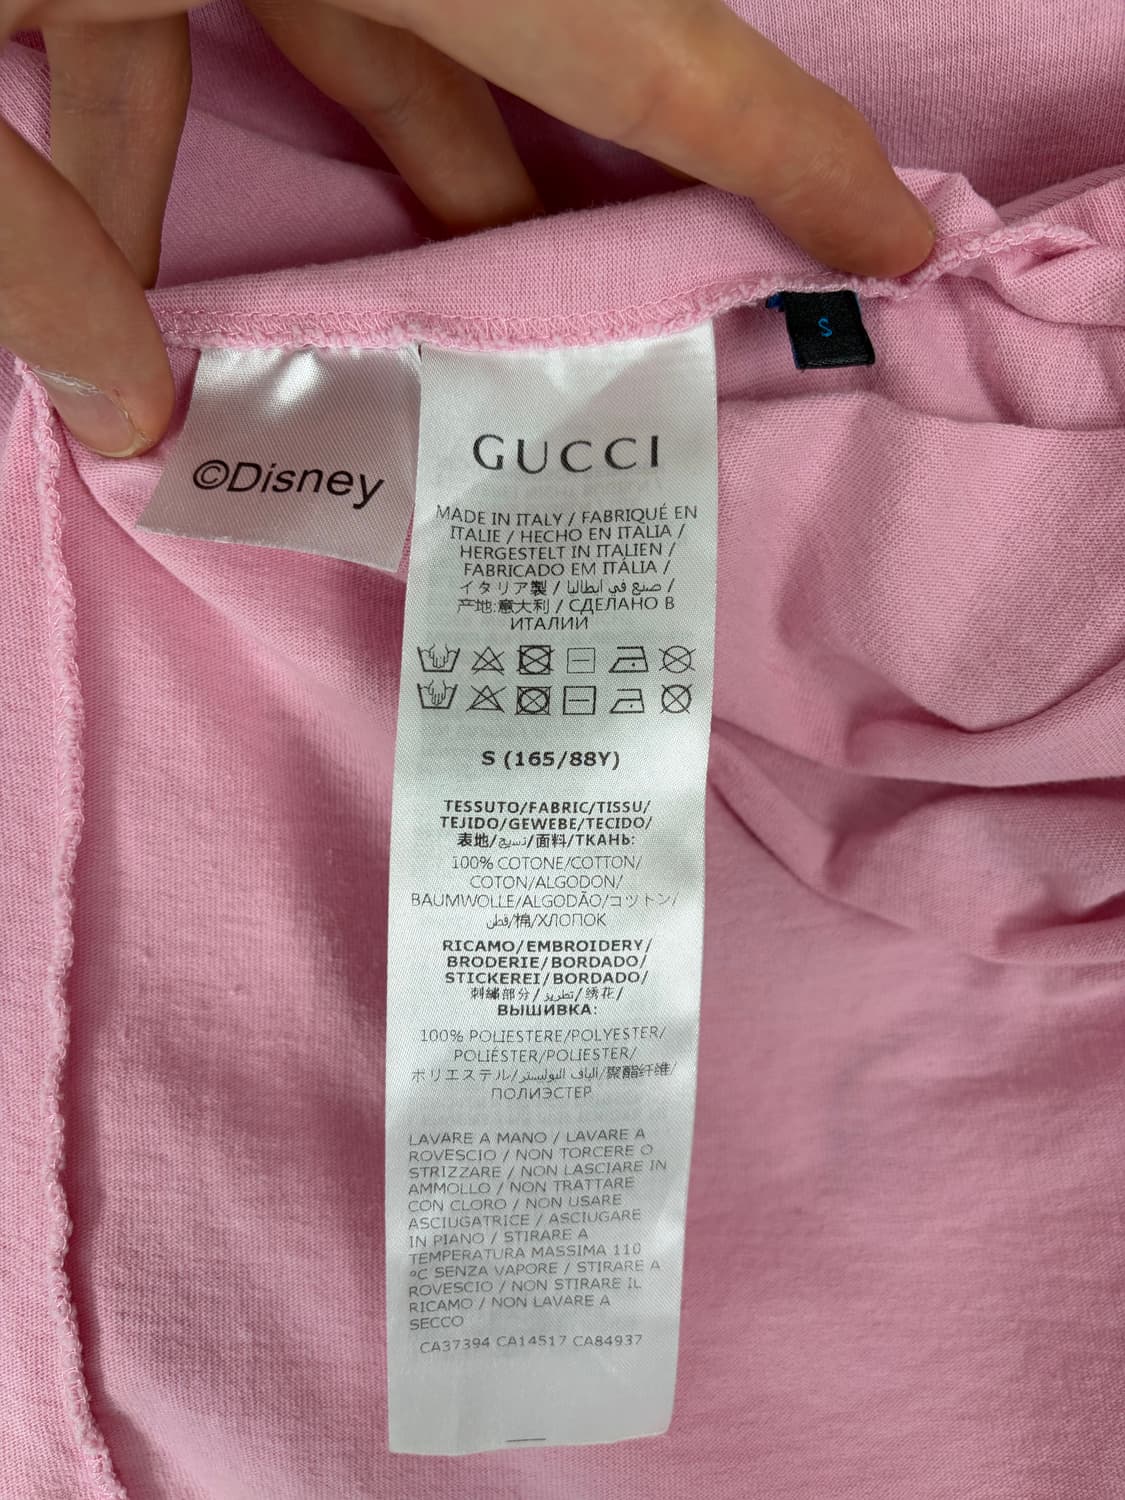 ©Disney
S
GUCCI
MADE IN ITALY / FABRIQUÉ EN
ITALIE / HECHO EN ITALIA /
HERGESTELT IN ITALIEN /
FABRICADO EM ITÁLIA /
イタリア製 / صنع في ايطاليا /
产地:意大利 / СДЕЛАНО В
ИТАЛИИ
S (165/88Y)
TESSUTO/FABRIC/TISSU/
TEJIDO/GEWEBE/TECIDO/
表地/نسيج/面料/ТКАНЬ:
100% COTONE/COTTON/
COTON/ALGODON/
BAUMWOLLE/ALGODÃO/コットン/
قطن/棉/ХЛОПОК
RICAMO/EMBROIDERY/
BRODERIE/BORDADO/
STICKEREI/BORDADO/
刺繍部分/تطريز/绣花/
ВЫШИВКА:
100% POLIESTERE/POLYESTER/
POLIÉSTER/POLIESTER/
ポリエステル/الياف البوليستر/聚酯纤维/
ПОЛИЭСТЕР
LAVARE A MANO / LAVARE A
ROVESCIO / NON TORCERE O
STRIZZARE / NON LASCIARE IN
AMMOLLO / NON TRATTARE
CON CLORO / NON USARE
ASCIUGATRICE / ASCIUGARE
IN PIANO / STIRARE A
TEMPERATURA MASSIMA 110
°C SENZA VAPORE / STIRARE A
ROVESCIO / NON STIRARE IL
RICAMO / NON LAVARE A
SECCO
CA37394 CA14517 CA84937